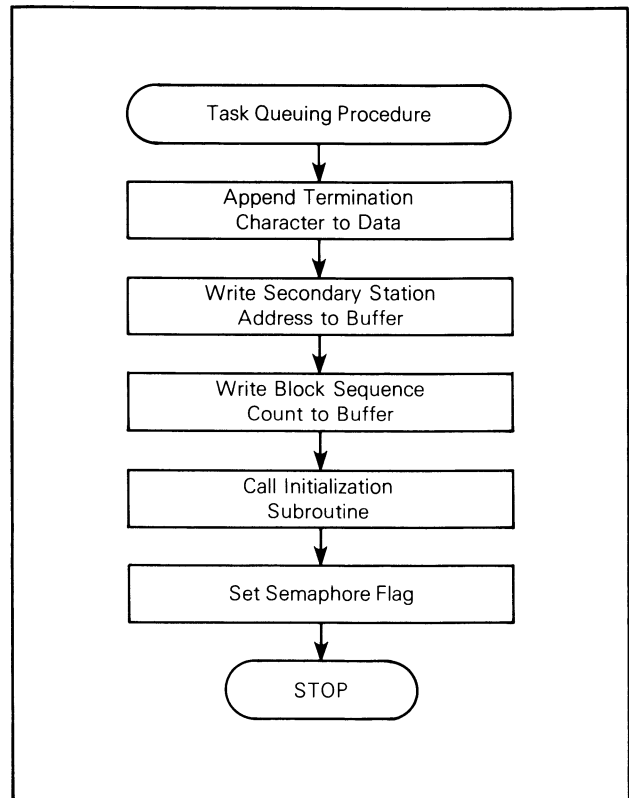 Task Queuing Procedure
Append Termination
Character to Data
Write Secondary Station
Address to Buffer
Write Block Sequence
Count to Buffer
Call Initialization
Subroutine
Set Semaphore Flag
STOP